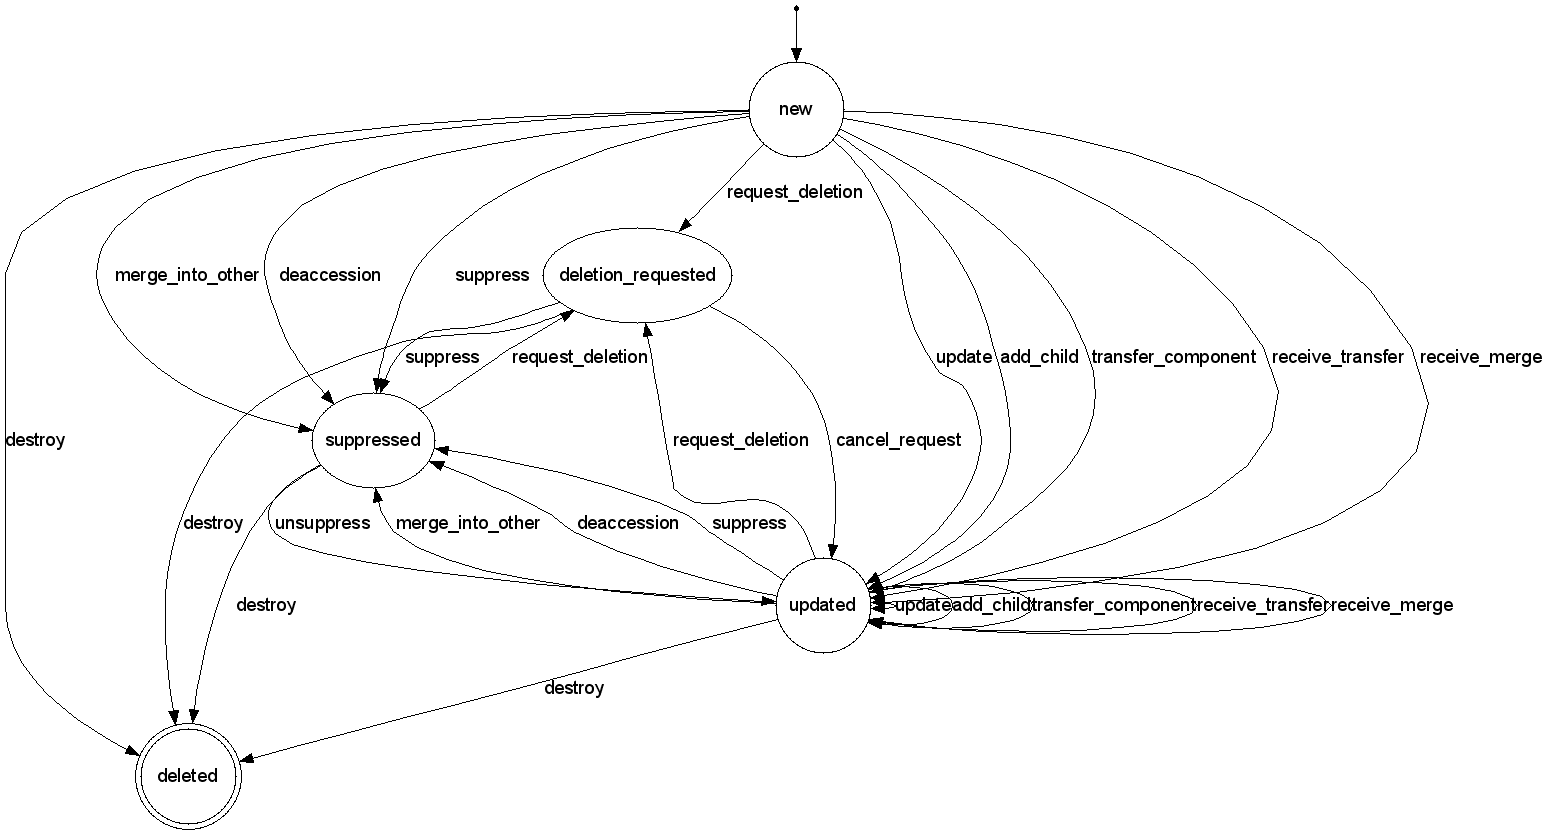 new
request_deletion
merge_into_other
deaccession
suppress
deletion_requested
suppress
request_deletion
update
add_child
transfer_component
receive_transfer
receive_merge
destroy
suppressed
request_deletion
cancel_request
destroy
unsuppress
merge_into_other
deaccession
suppress
destroy
updated
update
add_child
transfer_component
receive_transfer
receive_merge
destroy
deleted